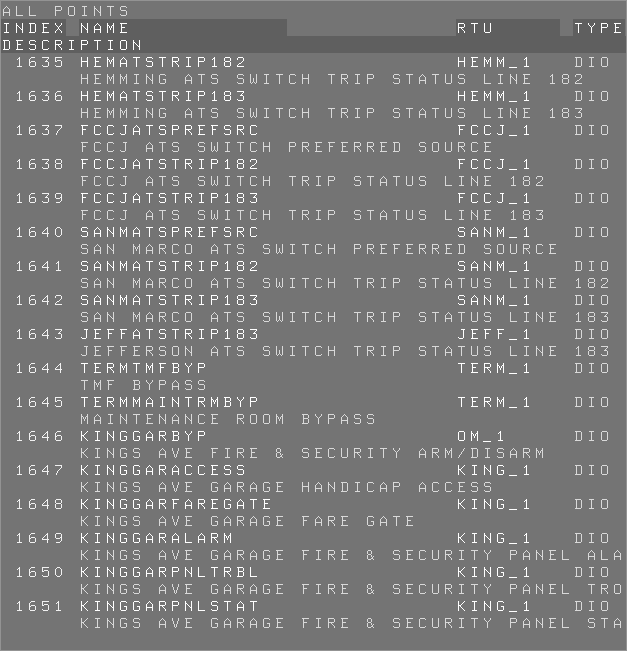 ALL POINTS
INDEX NAME RTU TYPE
DESCRIPTION
1635 HEMATSTRIP182 HEMM_1 DIO
HEMMING ATS SWITCH TRIP STATUS LINE 182
1636 HEMATSTRIP183 HEMM_1 DIO
HEMMING ATS SWITCH TRIP STATUS LINE 183
1637 FCCJATSPREFSRC FCCJ_1 DIO
FCCJ ATS SWITCH PREFERRED SOURCE
1638 FCCJATSTRIP182 FCCJ_1 DIO
FCCJ ATS SWITCH TRIP STATUS LINE 182
1639 FCCJATSTRIP183 FCCJ_1 DIO
FCCJ ATS SWITCH TRIP STATUS LINE 183
1640 SANMATSPREFSRC SANM_1 DIO
SAN MARCO ATS SWITCH PREFERRED SOURCE
1641 SANMATSTRIP182 SANM_1 DIO
SAN MARCO ATS SWITCH TRIP STATUS LINE 182
1642 SANMATSTRIP183 SANM_1 DIO
SAN MARCO ATS SWITCH TRIP STATUS LINE 183
1643 JEFFATSTRIP183 JEFF_1 DIO
JEFFERSON ATS SWITCH TRIP STATUS LINE 183
1644 TERMTMFBYP TERM_1 DIO
TMF BYPASS
1645 TERMMAINTRMBYP TERM_1 DIO
MAINTENANCE ROOM BYPASS
1646 KINGGARBYP OM_1 DIO
KINGS AVE FIRE & SECURITY ARM/DISARM
1647 KINGGARACCESS KING_1 DIO
KINGS AVE GARAGE HANDICAP ACCESS
1648 KINGGARFAREGATE KING_1 DIO
KINGS AVE GARAGE FARE GATE
1649 KINGGARALARM KING_1 DIO
KINGS AVE GARAGE FIRE & SECURITY PANEL ALA
1650 KINGGARPNLTRBL KING_1 DIO
KINGS AVE GARAGE FIRE & SECURITY PANEL TRO
1651 KINGGARPNLSTAT KING_1 DIO
KINGS AVE GARAGE FIRE & SECURITY PANEL STA